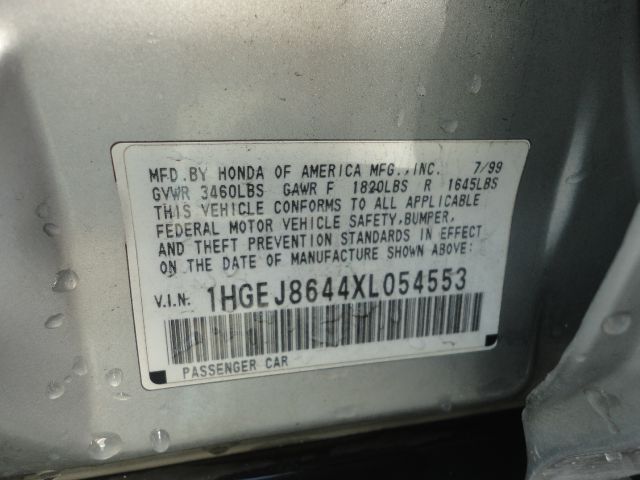 MFD. BY HONDA OF AMERICA MFG., INC. 7/99
GVWR 3460LBS GAWR F 1820LBS R 1645LBS
THIS VEHICLE CONFORMS TO ALL APPLICABLE
FEDERAL MOTOR VEHICLE SAFETY, BUMPER,
AND THEFT PREVENTION STANDARDS IN EFFECT
ON THE DATE OF MANUFACTURE SHOWN ABOVE:
V.I.N. 1HGEJ8644XL054553
PASSENGER CAR